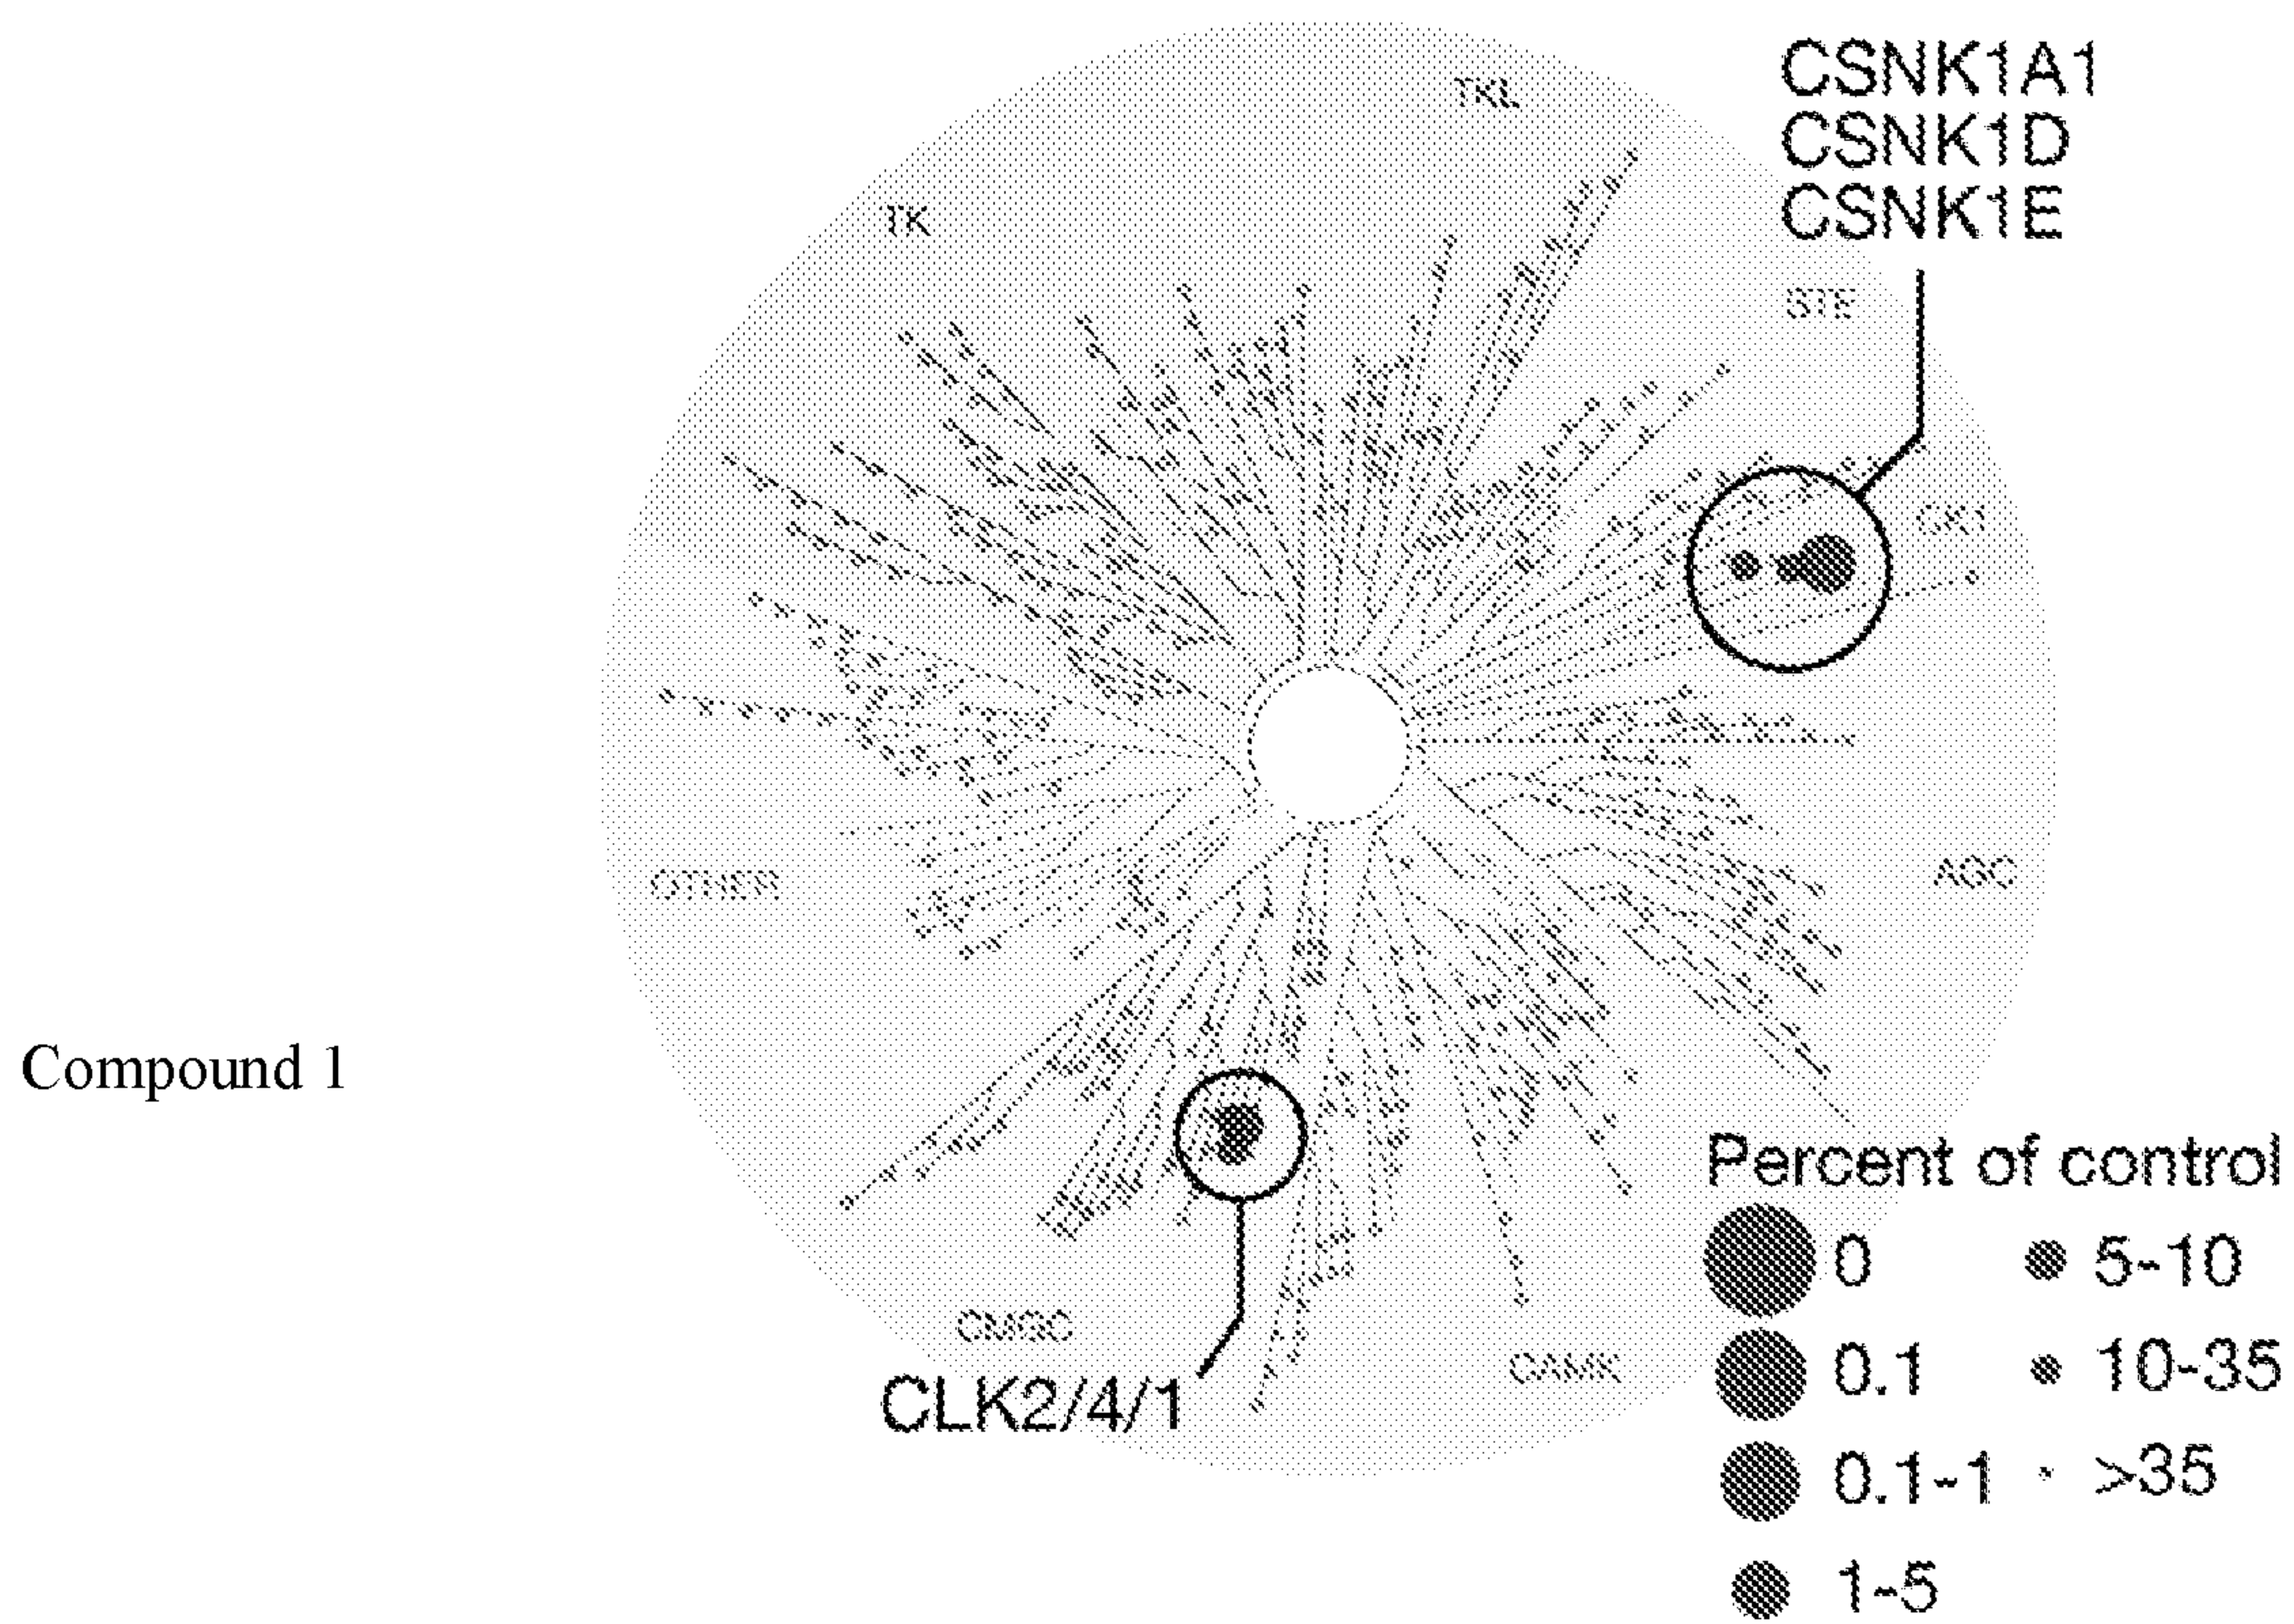 TKL
CSNK1A1
CSNK1D
CSNK1E
TK
STE
CK1
OTHER
AGC
Compound 1
Percent of control
0
5-10
0.1
10-35
0.1-1
>35
1-5
CMGC
CAMK
CLK2/4/1